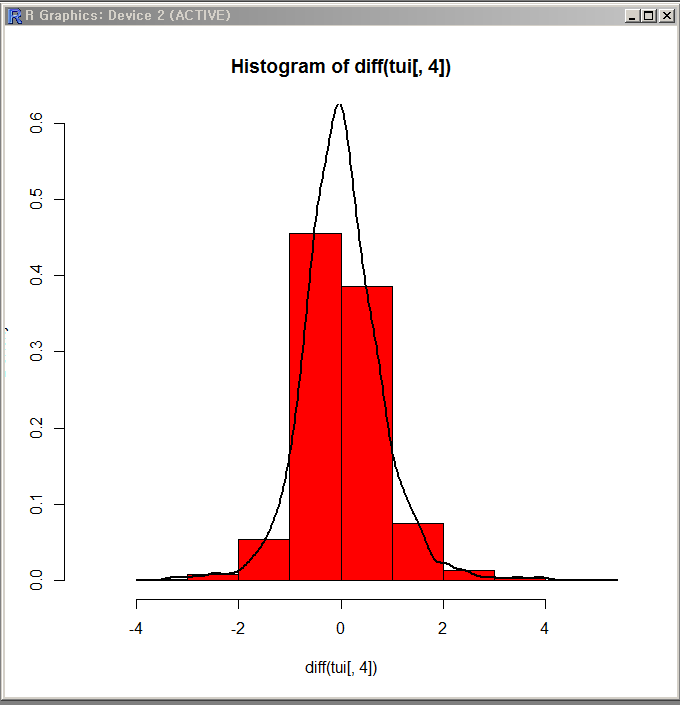 R Graphics: Device 2 (ACTIVE)
Histogram of diff(tui[, 4])
0.6
0.5
0.4
0.3
0.2
0.1
0.0
-4 -2 0 2 4
diff(tui[, 4])